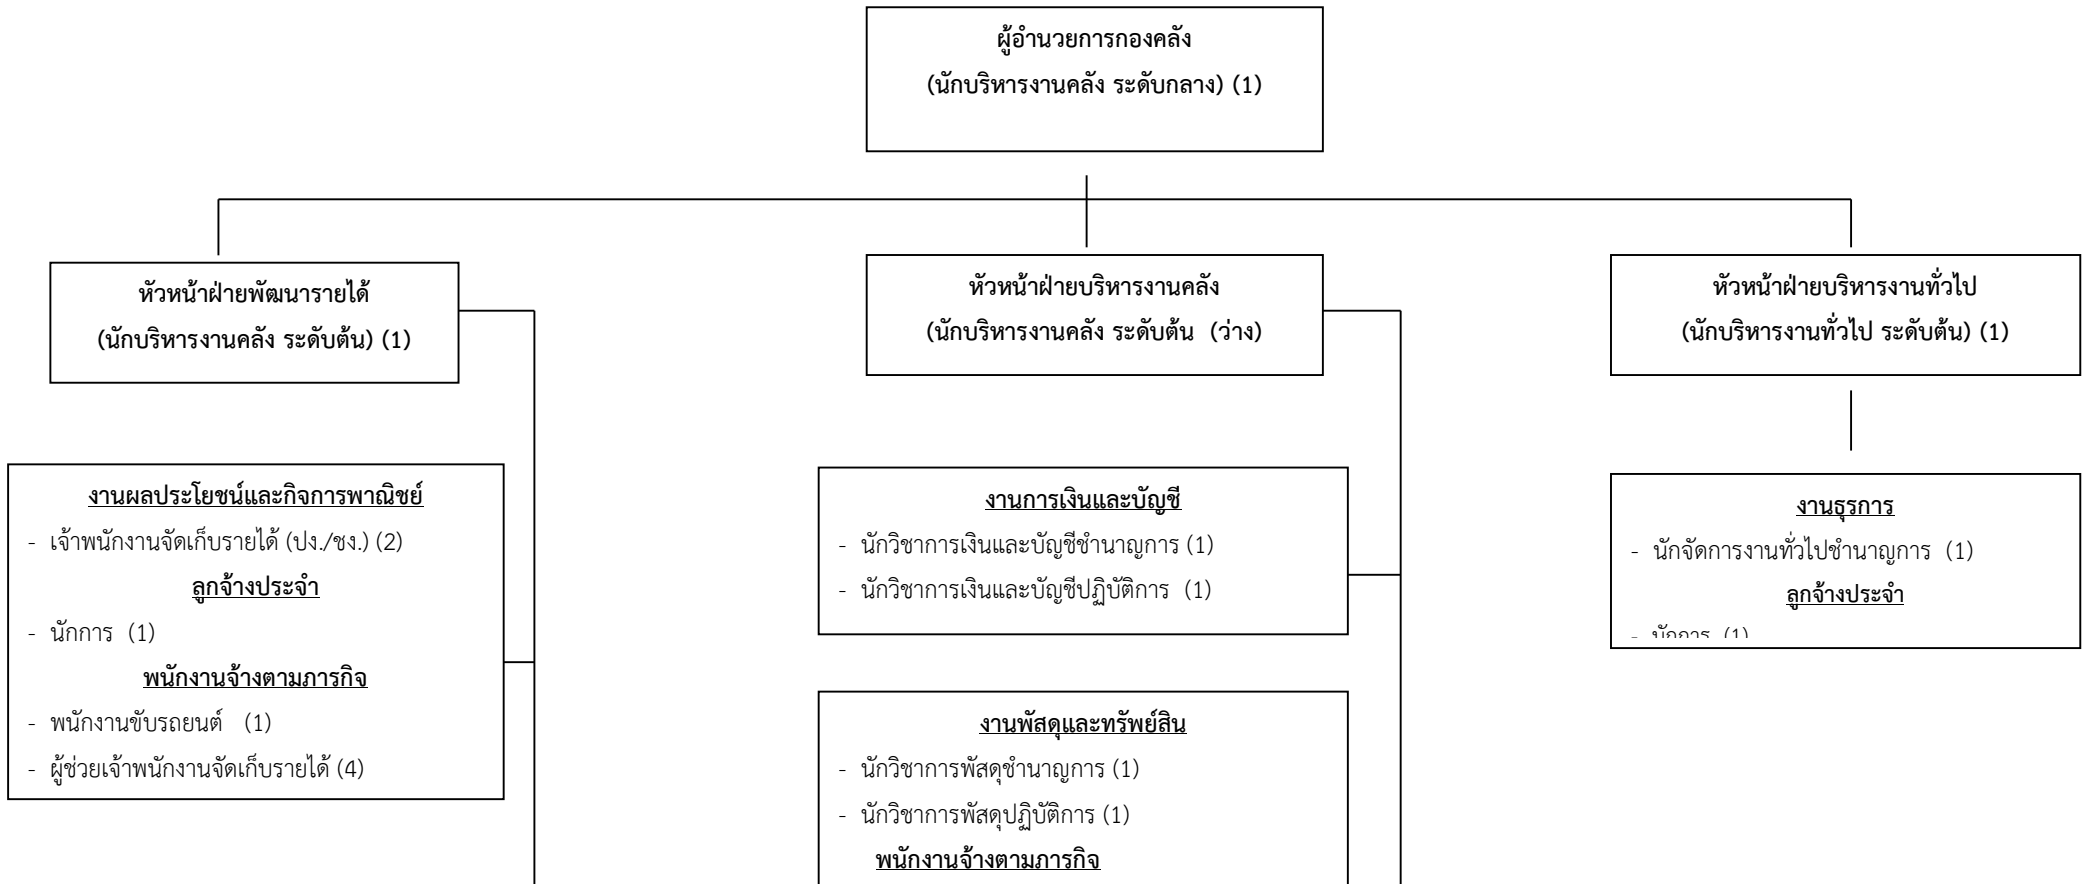 ผู้อำนวยการกองคลัง
(นักบริหารงานคลัง ระดับกลาง) (1)
หัวหน้าฝ่ายพัฒนารายได้
(นักบริหารงานคลัง ระดับต้น) (1)
หัวหน้าฝ่ายบริหารงานคลัง
(นักบริหารงานคลัง ระดับต้น (ว่าง)
หัวหน้าฝ่ายบริหารงานทั่วไป
(นักบริหารงานทั่วไป ระดับต้น) (1)
งานผลประโยชน์และกิจการพาณิชย์
- เจ้าพนักงานจัดเก็บรายได้ (ปง./ชง.) (2)
ลูกจ้างประจำ
- นักการ (1)
พนักงานจ้างตามภารกิจ
- พนักงานขับรถยนต์ (1)
- ผู้ช่วยเจ้าพนักงานจัดเก็บรายได้ (4)
งานการเงินและบัญชี
- นักวิชาการเงินและบัญชีชำนาญการ (1)
- นักวิชาการเงินและบัญชีปฏิบัติการ (1)
งานพัสดุและทรัพย์สิน
- นักวิชาการพัสดุชำนาญการ (1)
- นักวิชาการพัสดุปฏิบัติการ (1)
พนักงานจ้างตามภารกิจ
งานธุรการ
- นักจัดการงานทั่วไปชำนาญการ (1)
ลูกจ้างประจำ
- นักการ (1)